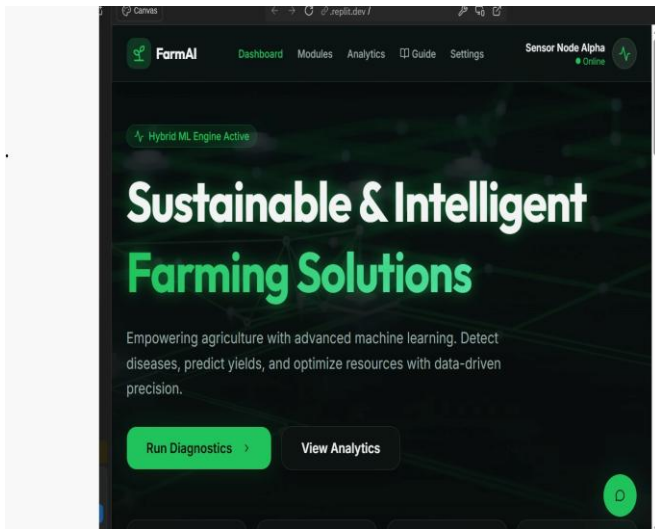 Canvas
.replit.dev /
FarmAI
Dashboard Modules Analytics Guide Settings
Sensor Node Alpha
Online
Hybrid ML Engine Active
Sustainable & Intelligent
Farming Solutions
Empowering agriculture with advanced machine learning. Detect
diseases, predict yields, and optimize resources with data-driven
precision.
Run Diagnostics
View Analytics